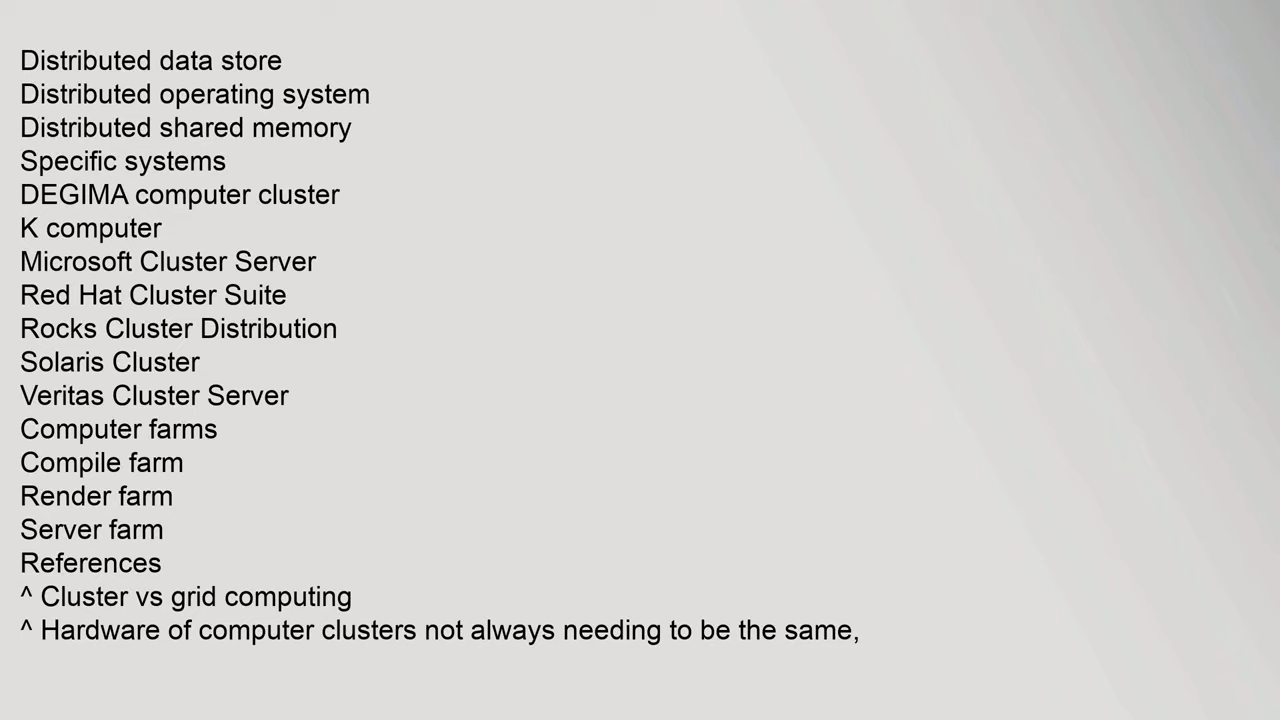 Distributed data store
Distributed operating system
Distributed shared memory
Specific systems
DEGIMA computer cluster
K computer
Microsoft Cluster Server
Red Hat Cluster Suite
Rocks Cluster Distribution
Solaris Cluster
Veritas Cluster Server
Computer farms
Compile farm
Render farm
Server farm
References
^ Cluster vs grid computing
^ Hardware of computer clusters not always needing to be the same,